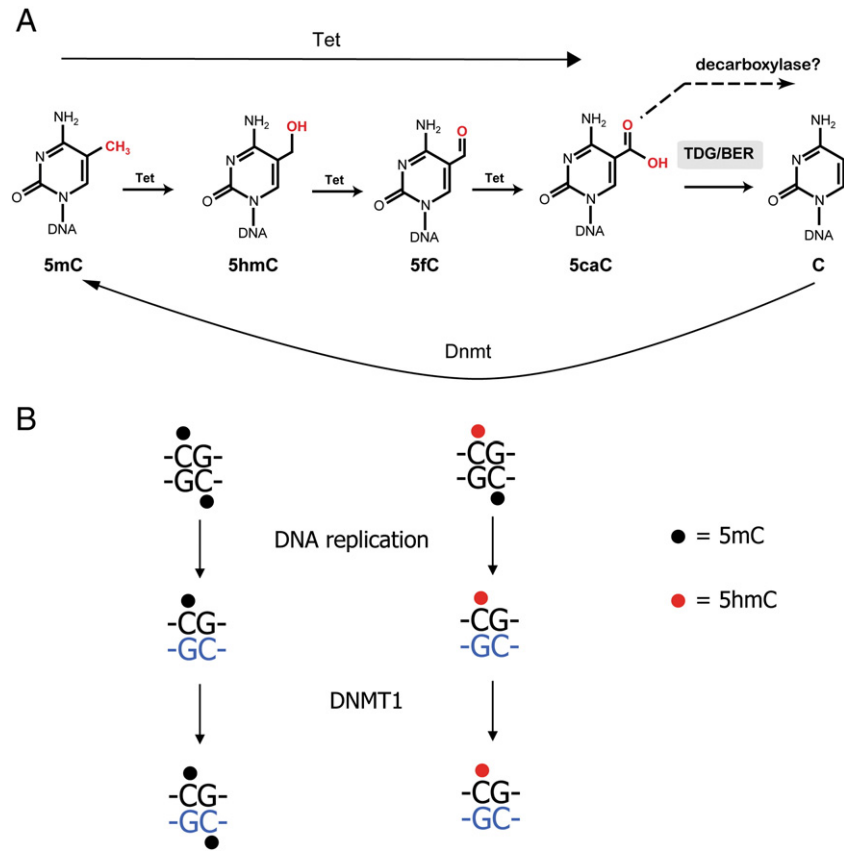 A
Tet
decarboxylase?
NH2 CH3 N O N DNA
Tet
NH2 OH N O N DNA
Tet
NH2 O N O N DNA
Tet
NH2 O OH N O N DNA
TDG/BER
NH2 N O N DNA
5mC 5hmC 5fC 5caC C
Dnmt
B
-CG- -CG-
-GC- -GC-
DNA replication
= 5mC
= 5hmC
-CG- -CG-
-GC- -GC-
DNMT1
-CG- -CG-
-GC- -GC-